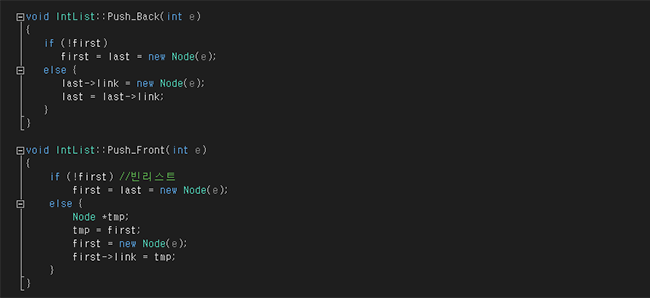 void IntList::Push_Back(int e)
{
if (!first)
first = last = new Node(e);
else {
last->link = new Node(e);
last = last->link;
}
}
void IntList::Push_Front(int e)
{
if (!first) //빈리스트
first = last = new Node(e);
else {
Node *tmp;
tmp = first;
first = new Node(e);
first->link = tmp;
}
}